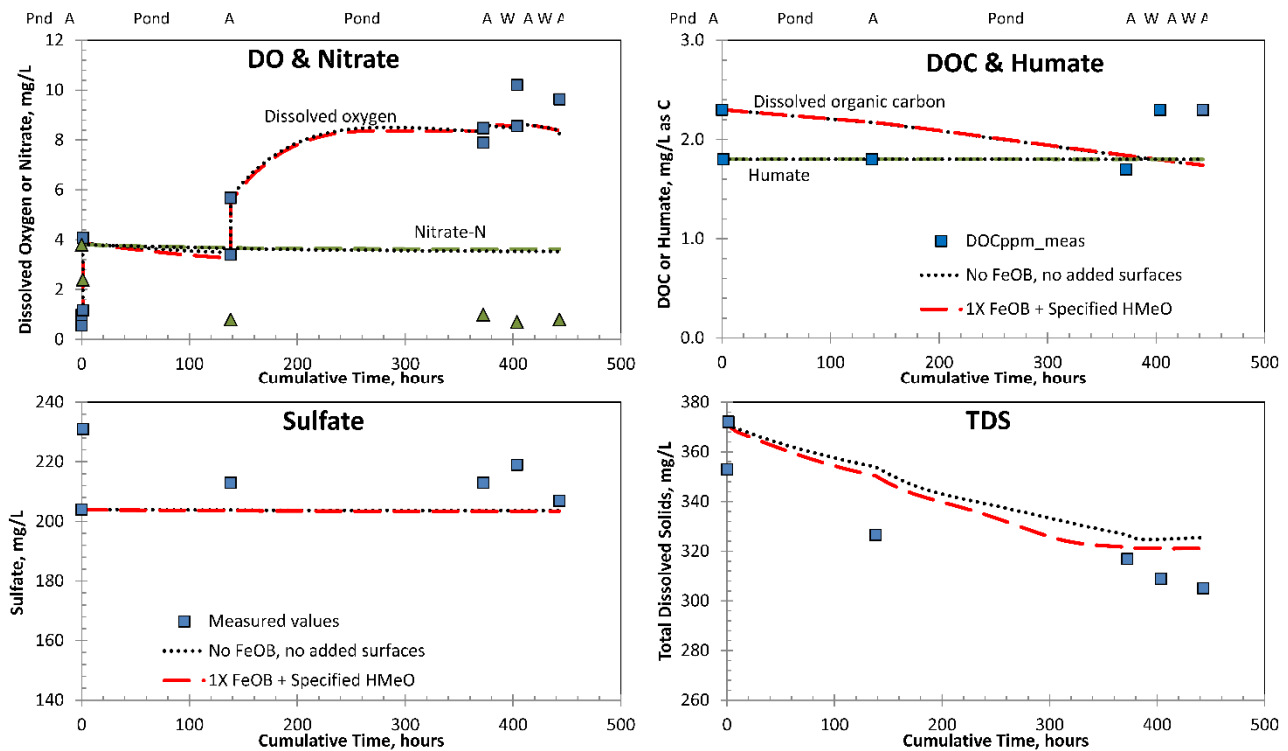 Pnd A Pond A Pond A W A W A
Pnd A Pond A Pond A W A W A
DO & Nitrate
Dissolved Oxygen or Nitrate, mg/L
12
10
8
6
4
2
0
Dissolved oxygen
Nitrate-N
0 100 200 300 400 500
Cumulative Time, hours
DOC & Humate
DOC or Humate, mg/L as C
3.0
2.0
1.0
0.0
Dissolved organic carbon
Humate
DOCppm_meas
No FeOB, no added surfaces
1X FeOB + Specified HMeO
0 100 200 300 400 500
Cumulative Time, hours
Sulfate
Sulfate, mg/L
240
220
200
180
160
140
Measured values
No FeOB, no added surfaces
1X FeOB + Specified HMeO
0 100 200 300 400 500
Cumulative Time, hours
TDS
Total Dissolved Solids, mg/L
380
360
340
320
300
280
260
0 100 200 300 400 500
Cumulative Time, hours